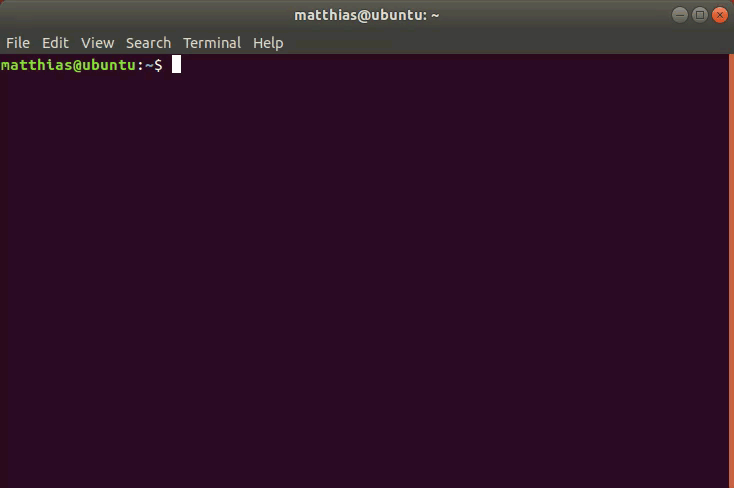 matthias@ubuntu: ~
File Edit View Search Terminal Help
matthias@ubuntu:~$